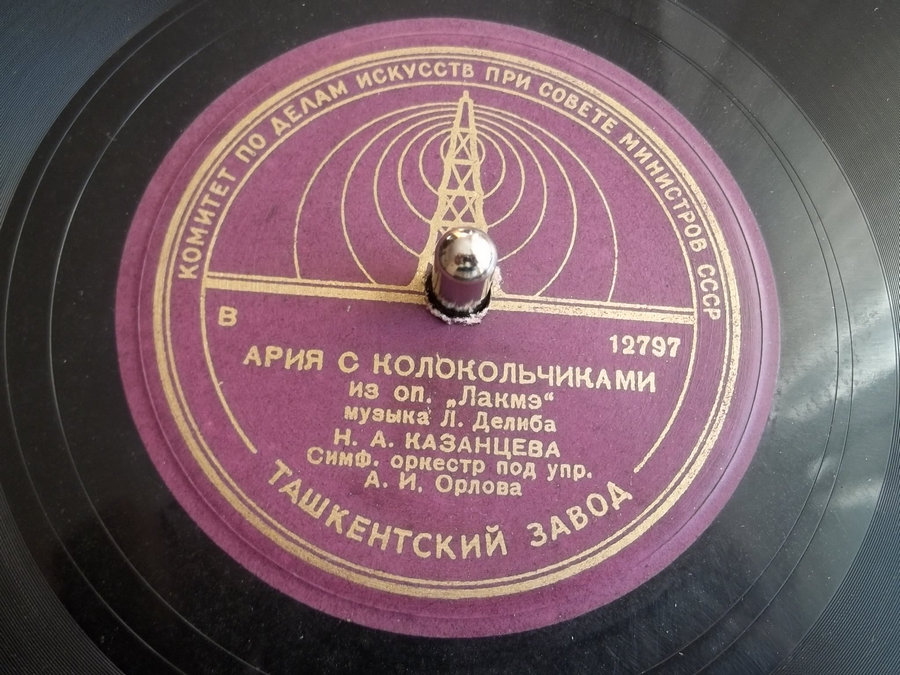 КОМИТЕТ ПО ДЕЛАМ ИСКУССТВ ПРИ СОВЕТЕ МИНИСТРОВ СССР
В
12797
АРИЯ С КОЛОКОЛЬЧИКАМИ
из оп. „Лакмэ“
музыка Л. Делиба
Н. А. КАЗАНЦЕВА
Симф. оркестр под упр.
А. И. Орлова
ТАШКЕНТСКИЙ ЗАВОД